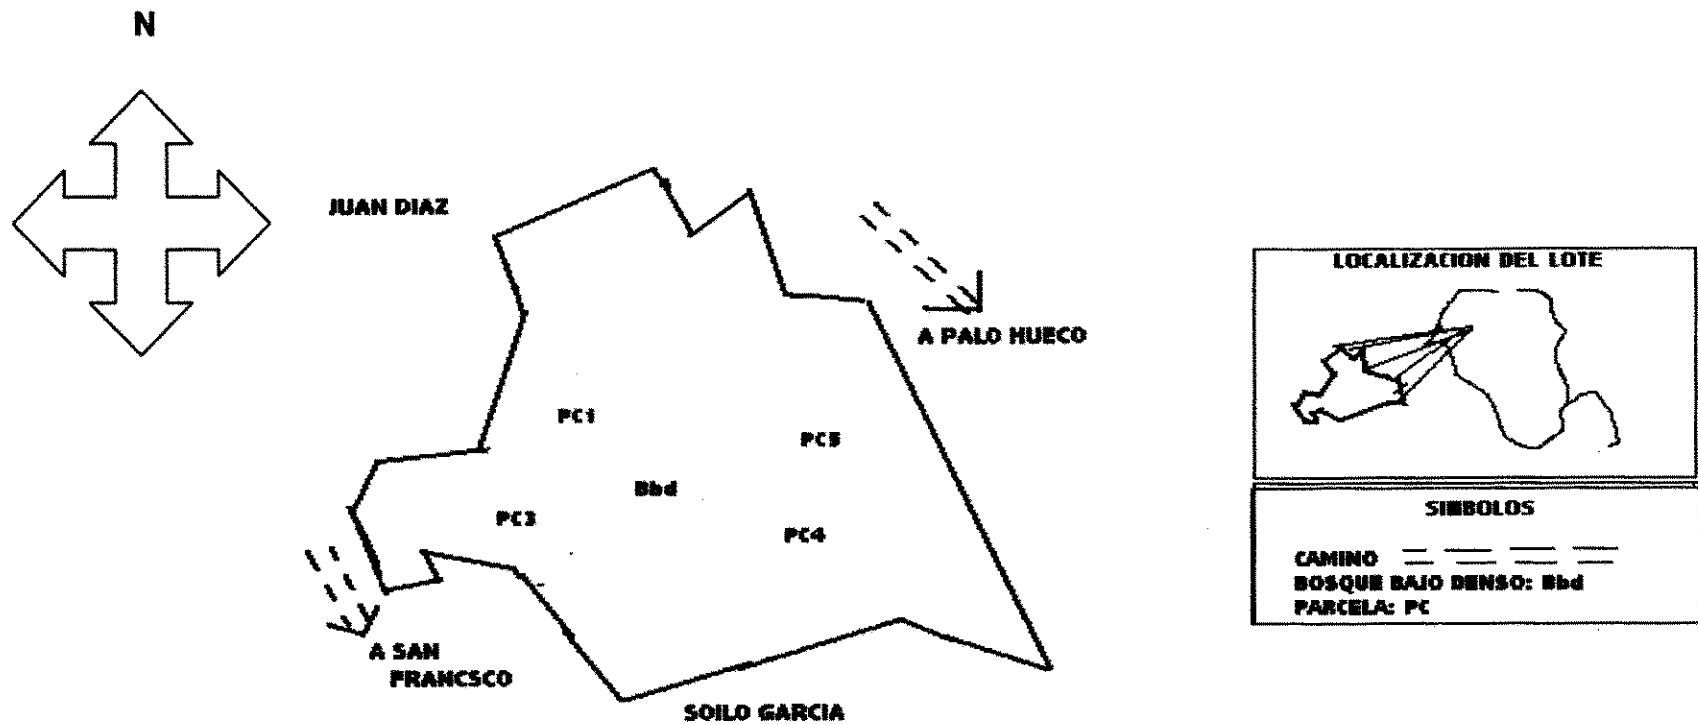 N
JUAN DIAZ
A PALO HUECO
PC1
PC5
Bbd
PC3
PC4
A SAN
FRANCSCO
SOILO GARCIA
LOCALIZACION DEL LOTE
SIMBOLOS
CAMINO
BOSQUE BAJO DENSO: Bbd
PARCELA: PC